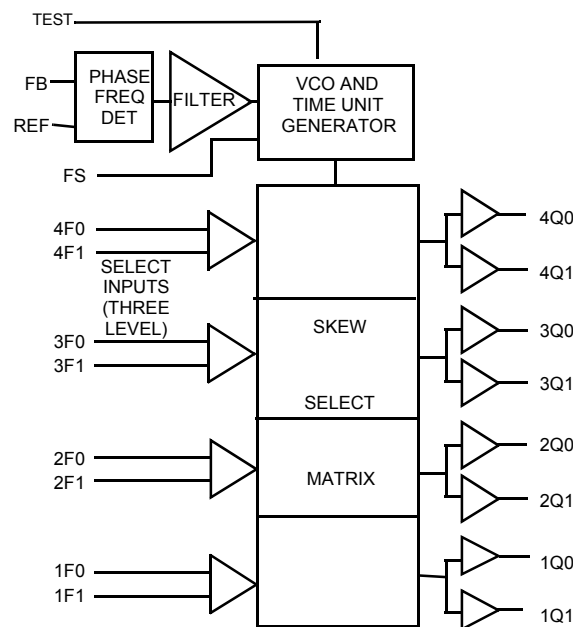 TEST
FB
REF
PHASE
FREQ
DET
FILTER
VCO AND
TIME UNIT
GENERATOR
FS
4F0
4F1
SELECT
INPUTS
(THREE
LEVEL)
3F0
3F1
2F0
2F1
1F0
1F1
SKEW
SELECT
MATRIX
4Q0
4Q1
3Q0
3Q1
2Q0
2Q1
1Q0
1Q1